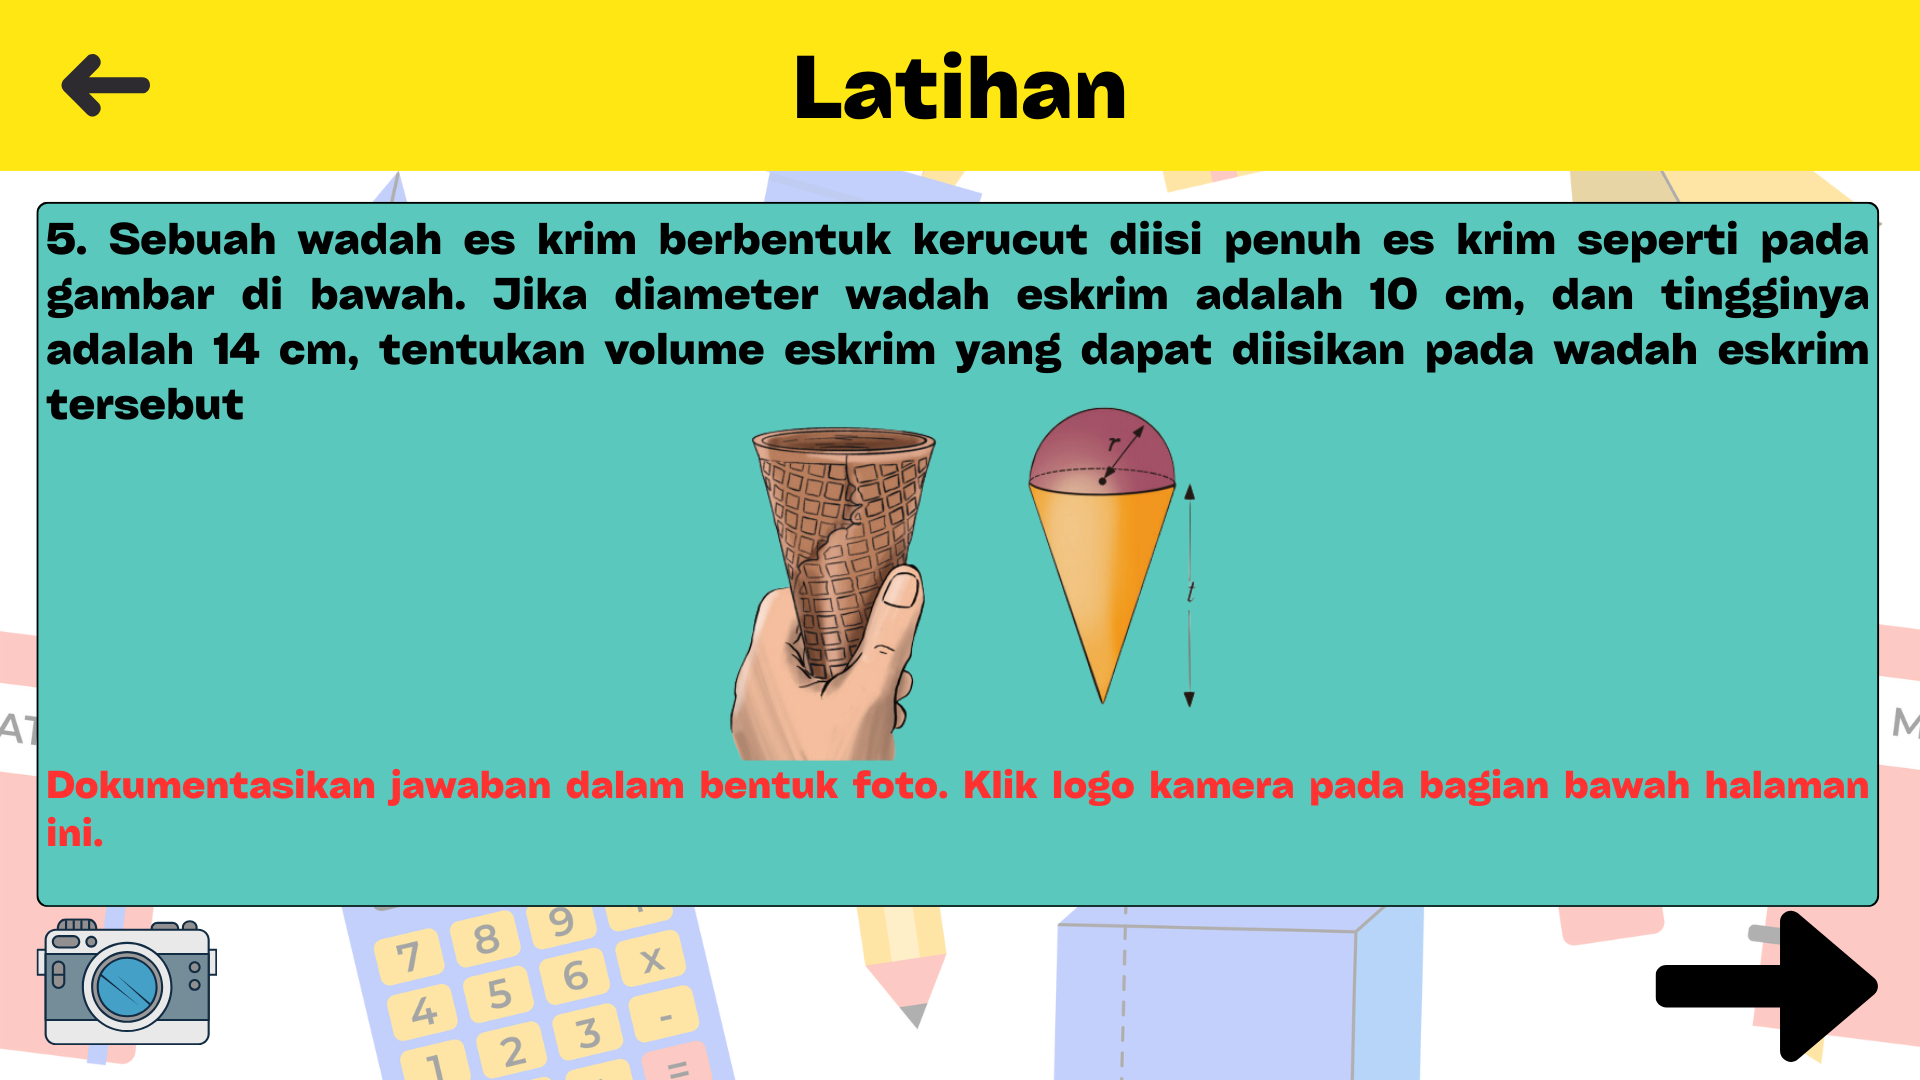 Latihan
5. Sebuah wadah es krim berbentuk kerucut diisi penuh es krim seperti pada
gambar di bawah. Jika diameter wadah eskrim adalah 10 cm, dan tingginya
adalah 14 cm, tentukan volume eskrim yang dapat diisikan pada wadah eskrim
tersebut
r
t
Dokumentasikan jawaban dalam bentuk foto. Klik logo kamera pada bagian bawah halaman
ini.
AT
M
7 8 9
4 5 6 x
1 2 3 -
=